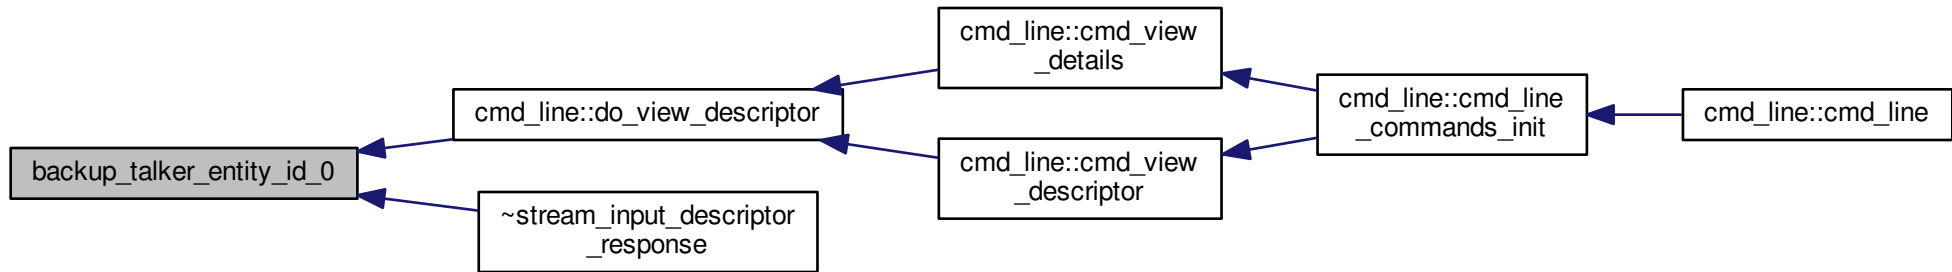 backup_talker_entity_id_0
cmd_line::do_view_descriptor
~stream_input_descriptor
_response
cmd_line::cmd_view
_details
cmd_line::cmd_view
_descriptor
cmd_line::cmd_line
_commands_init
cmd_line::cmd_line